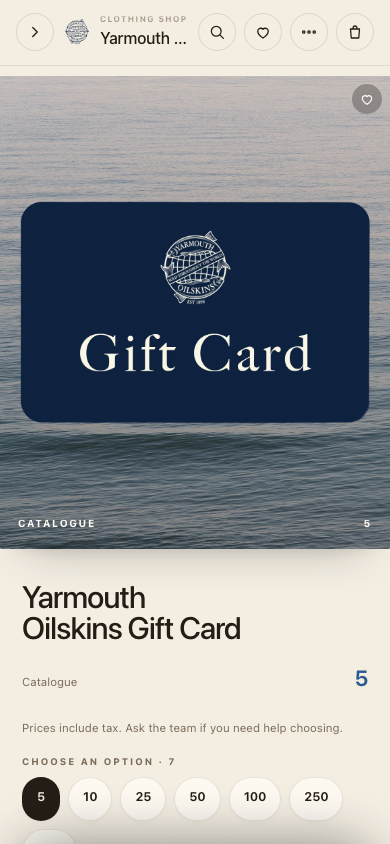 CLOTHING SHOP
Yarmouth ...
YARMOUTH
OILSKINS
EST 1898
Gift Card
CATALOGUE
5
Yarmouth
Oilskins Gift Card
Catalogue
5
Prices include tax. Ask the team if you need help choosing.
CHOOSE AN OPTION · 7
5
10
25
50
100
250